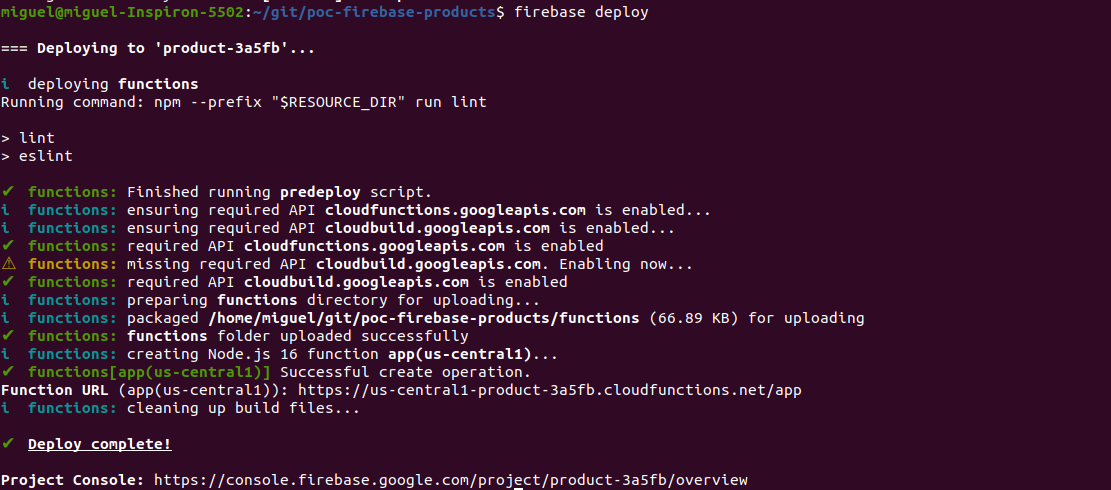 miguel@miguel-Inspiron-5502:~/git/poc-firebase-products$ firebase deploy
=== Deploying to 'product-3a5fb'...
i  deploying functions
Running command: npm --prefix "$RESOURCE_DIR" run lint
> lint
> eslint
✔  functions: Finished running predeploy script.
i  functions: ensuring required API cloudfunctions.googleapis.com is enabled...
i  functions: ensuring required API cloudbuild.googleapis.com is enabled...
✔  functions: required API cloudfunctions.googleapis.com is enabled
⚠  functions: missing required API cloudbuild.googleapis.com. Enabling now...
✔  functions: required API cloudbuild.googleapis.com is enabled
i  functions: preparing functions directory for uploading...
i  functions: packaged /home/miguel/git/poc-firebase-products/functions (66.89 KB) for uploading
✔  functions: functions folder uploaded successfully
i  functions: creating Node.js 16 function app(us-central1)...
✔  functions[app(us-central1)] Successful create operation.
Function URL (app(us-central1)): https://us-central1-product-3a5fb.cloudfunctions.net/app
i  functions: cleaning up build files...
✔  Deploy complete!
Project Console: https://console.firebase.google.com/project/product-3a5fb/overview